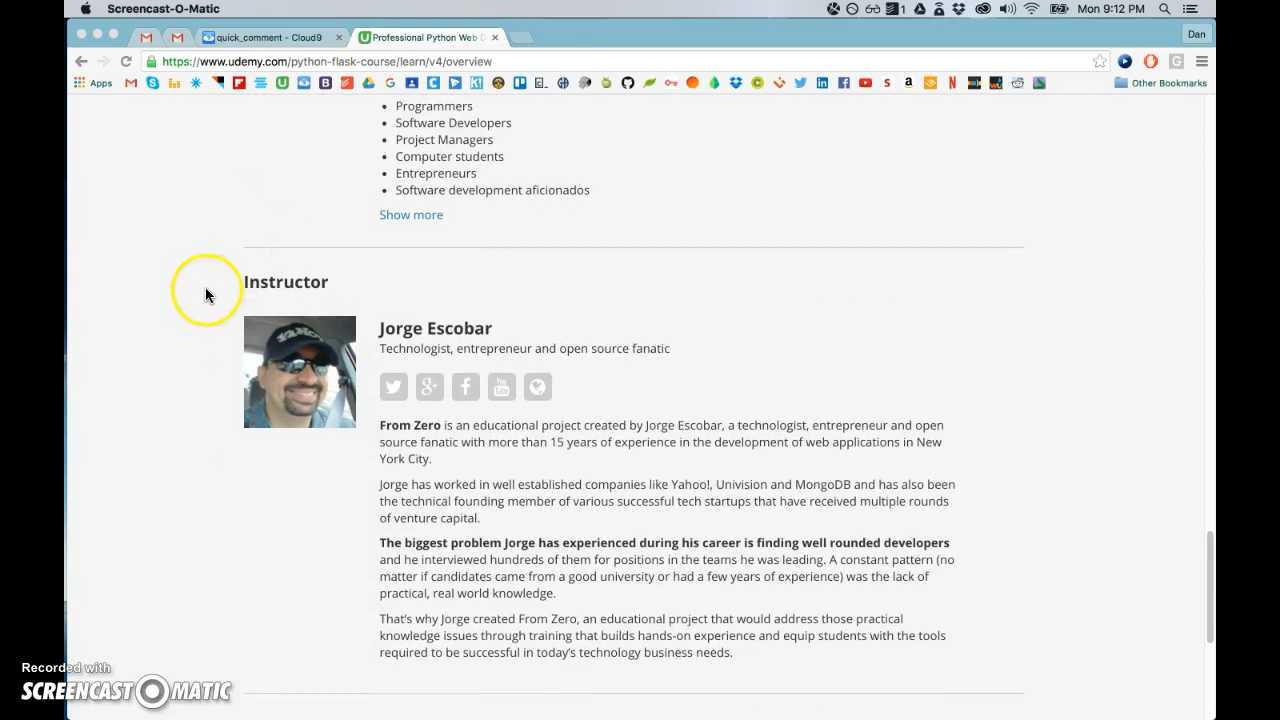 Screencast-O-Matic
1
Mon 9:12 PM
quick_comment - Cloud9
Professional Python Web D
Dan
https://www.udemy.com/python-flask-course/learn/v4/overview
Apps
Other Bookmarks
Programmers
Software Developers
Project Managers
Computer students
Entrepreneurs
Software development aficionados
Show more
Instructor
Jorge Escobar
Technologist, entrepreneur and open source fanatic
From Zero is an educational project created by Jorge Escobar, a technologist, entrepreneur and open
source fanatic with more than 15 years of experience in the development of web applications in New
York City.
Jorge has worked in well established companies like Yahoo!, Univision and MongoDB and has also been
the technical founding member of various successful tech startups that have received multiple rounds
of venture capital.
The biggest problem Jorge has experienced during his career is finding well rounded developers
and he interviewed hundreds of them for positions in the teams he was leading. A constant pattern (no
matter if candidates came from a good university or had a few years of experience) was the lack of
practical, real world knowledge.
That's why Jorge created From Zero, an educational project that would address those practical
knowledge issues through training that builds hands-on experience and equip students with the tools
required to be successful in today's technology business needs.
Recorded with
SCREENCAST-O-MATIC